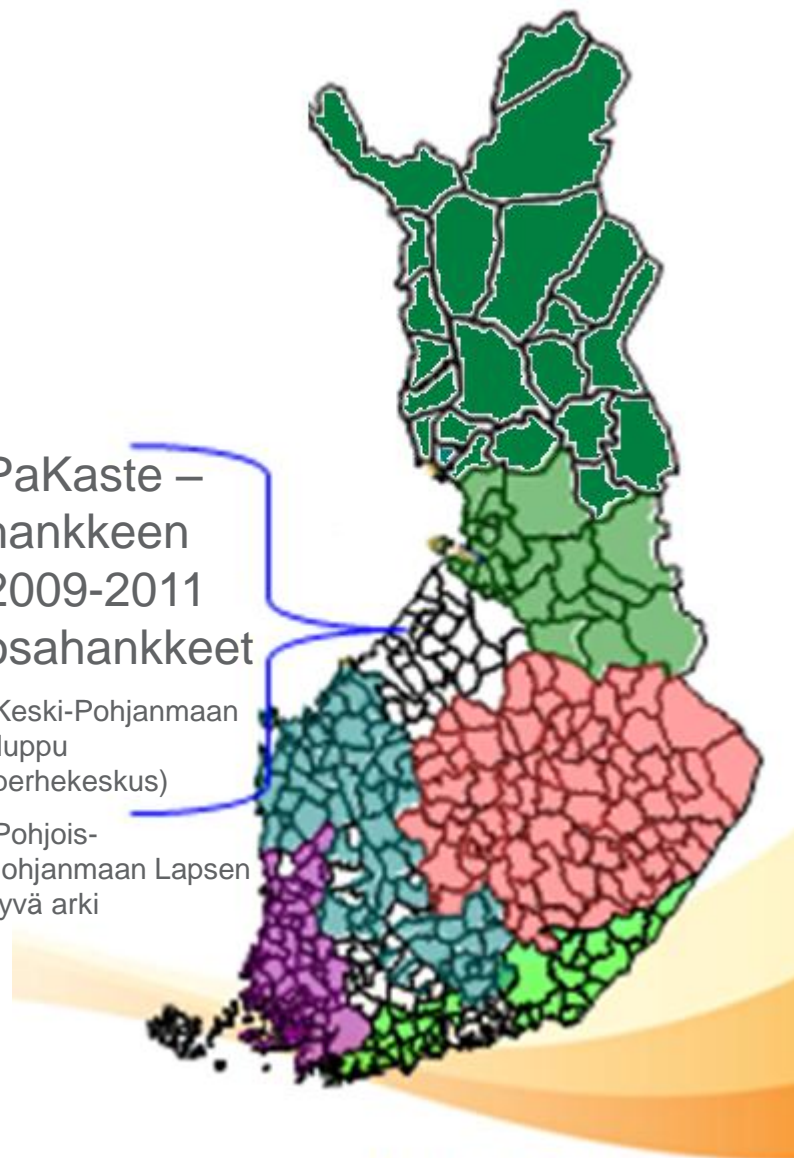 PaKaste –
hankkeen
2009-2011
osahankkeet
Keski-Pohjanmaan
luppu
perhekeskus)
Pohjois-
ohjanmaan Lapsen
yvä arki